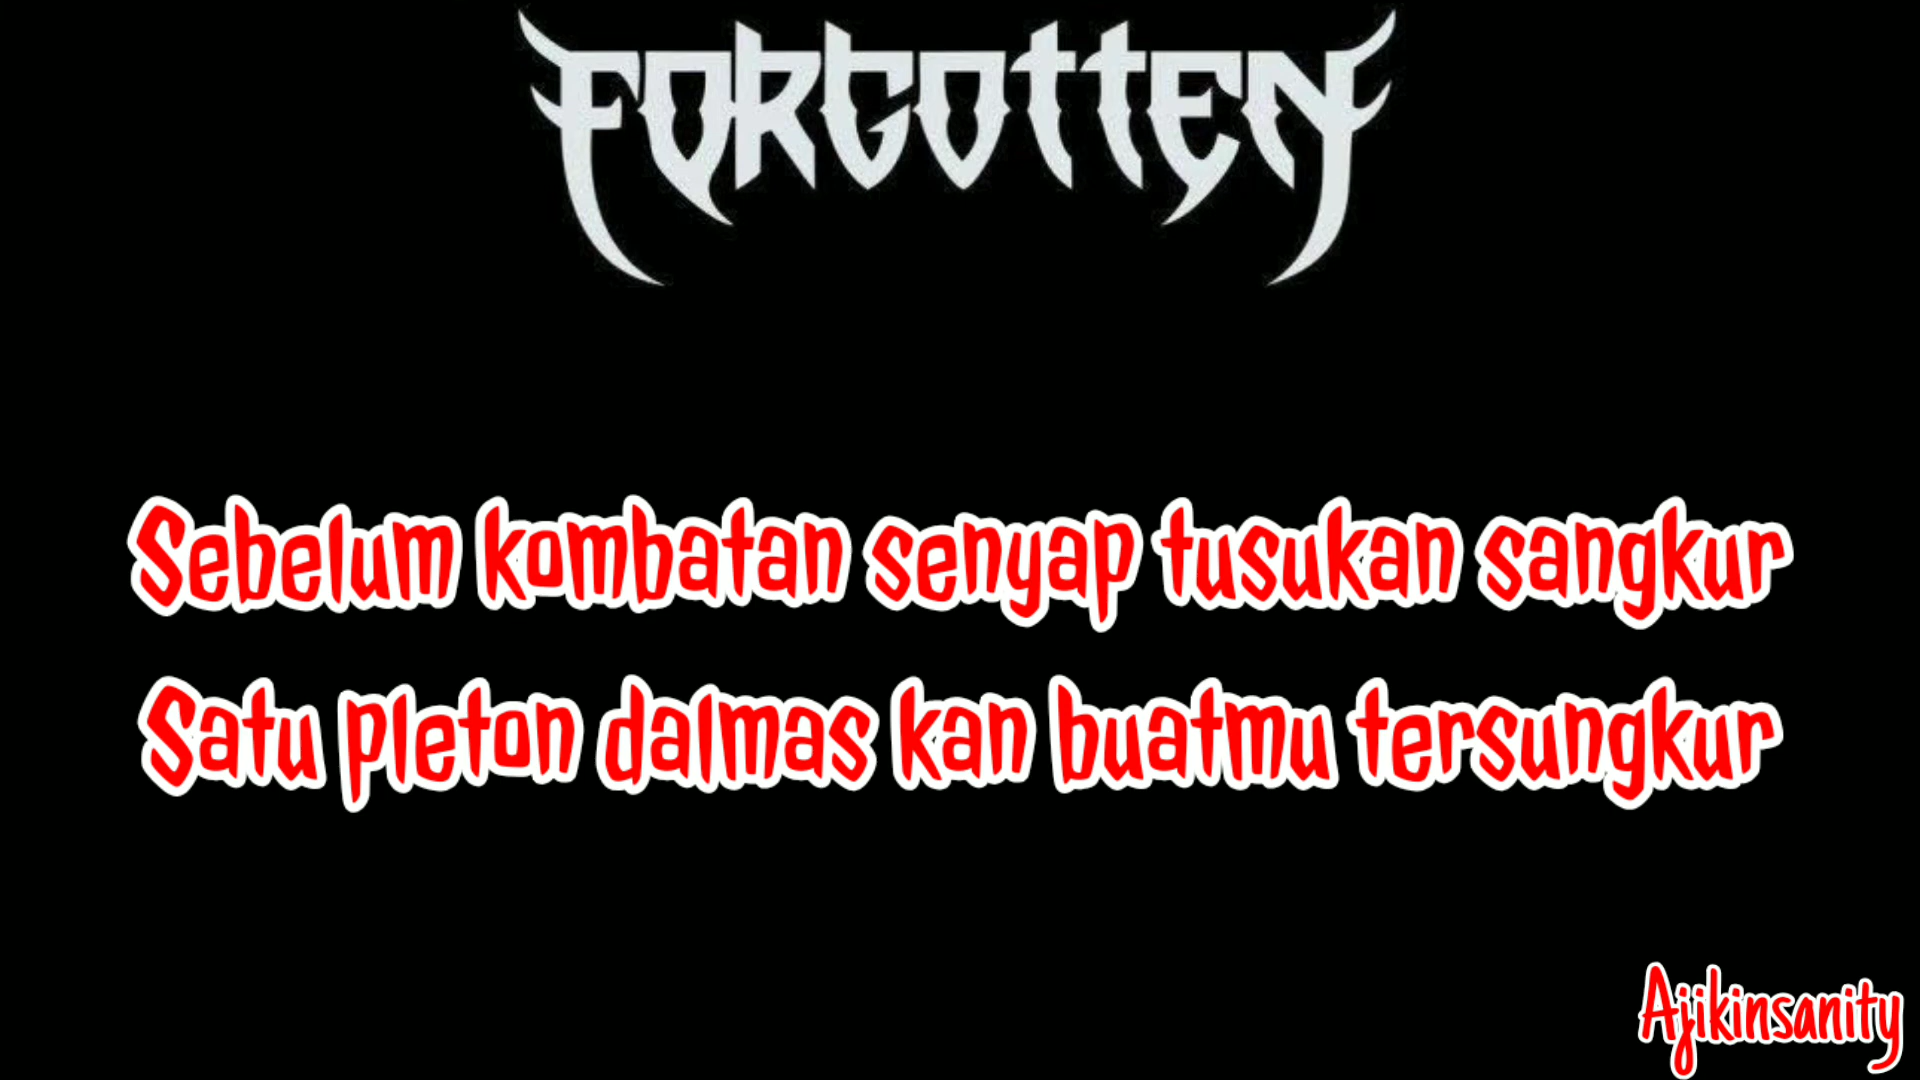 FORGOTTEN
Sebelum kombatan senyap tusukan sangkur
Satu pleton dalmas kan buatmu tersungkur
Ajikinsanity